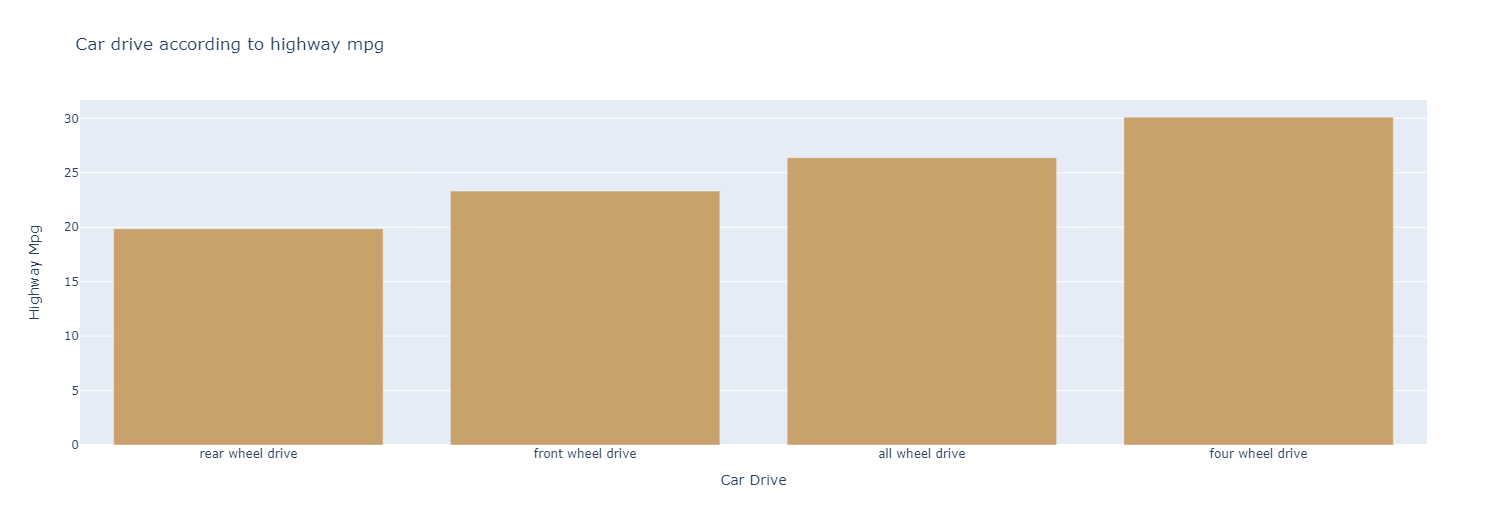 Car drive according to highway mpg
Highway Mpg
30
25
20
15
10
5
0
rear wheel drive
front wheel drive
all wheel drive
four wheel drive
Car Drive